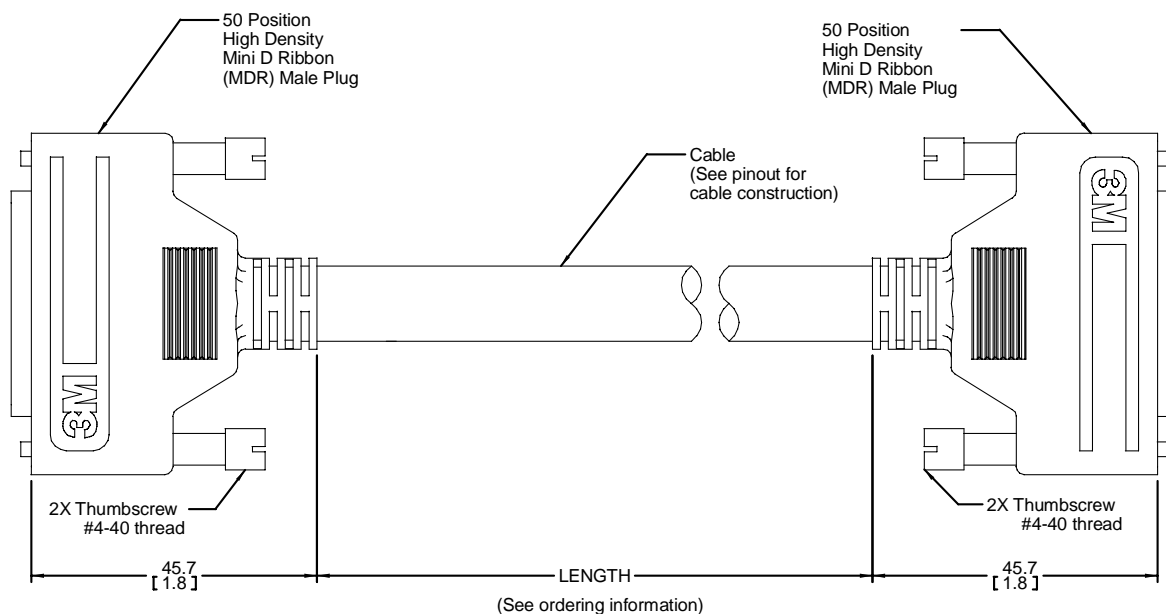 50 Position
High Density
Mini D Ribbon
(MDR) Male Plug
50 Position
High Density
Mini D Ribbon
(MDR) Male Plug
Cable
(See pinout for
cable construction)
3M
3M
2X Thumbscrew
#4-40 thread
2X Thumbscrew
#4-40 thread
45.7
[1.8]
LENGTH
(See ordering information)
45.7
[1.8]